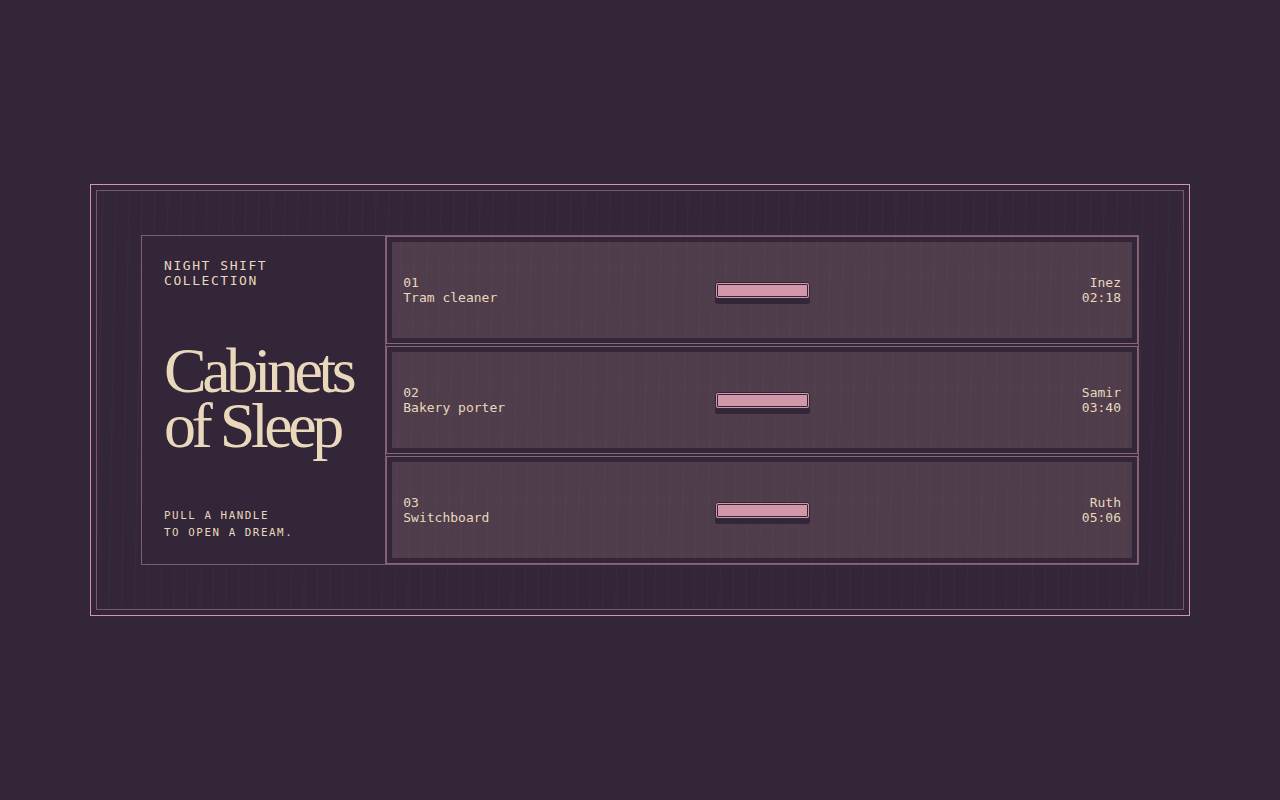 NIGHT SHIFT
COLLECTION
Cabinets
of Sleep
PULL A HANDLE
TO OPEN A DREAM.
01
Tram cleaner
Inez
02:18
02
Bakery porter
Samir
03:40
03
Switchboard
Ruth
05:06